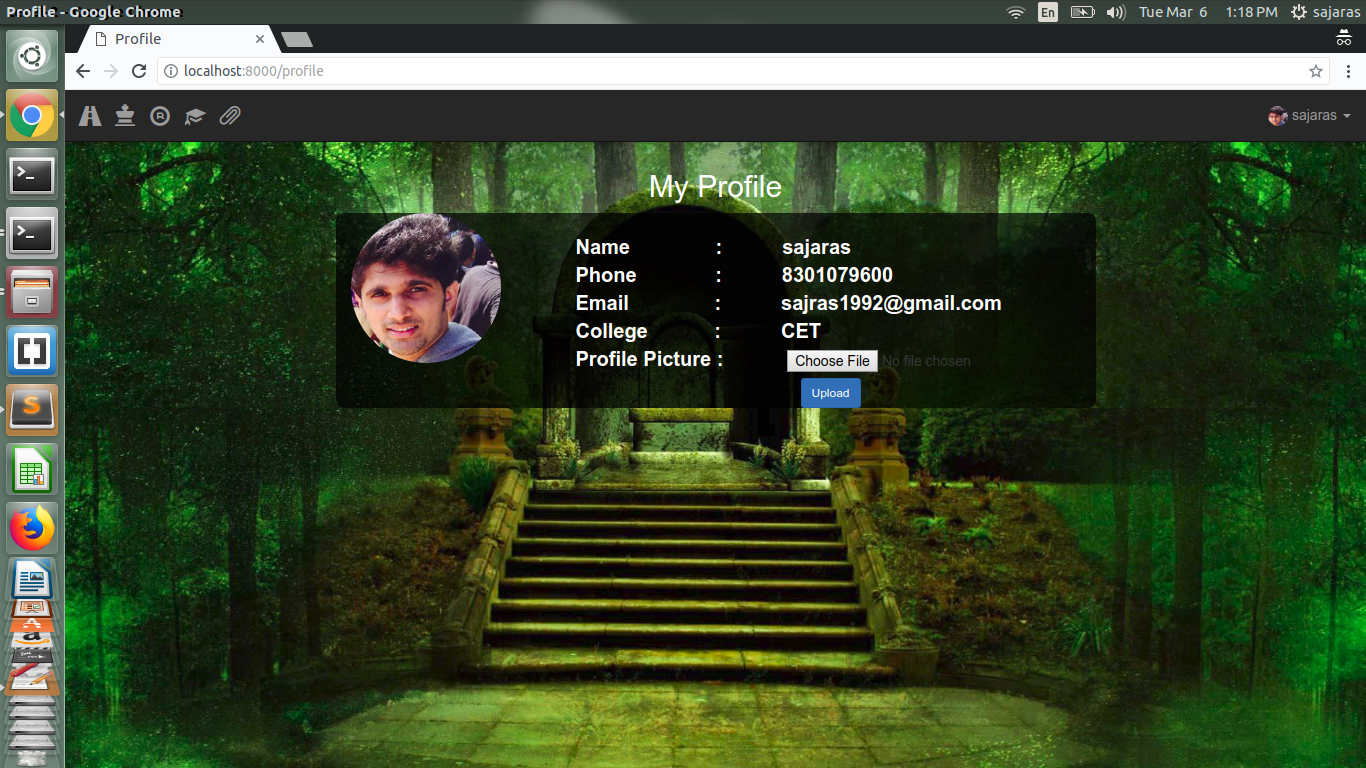 Profile - Google Chrome
En
Tue Mar 6 1:18 PM sajaras
Profile
localhost:8000/profile
sajaras
My Profile
Name : sajaras
Phone : 8301079600
Email : sajras1992@gmail.com
College : CET
Profile Picture : Choose File No file chosen
Upload